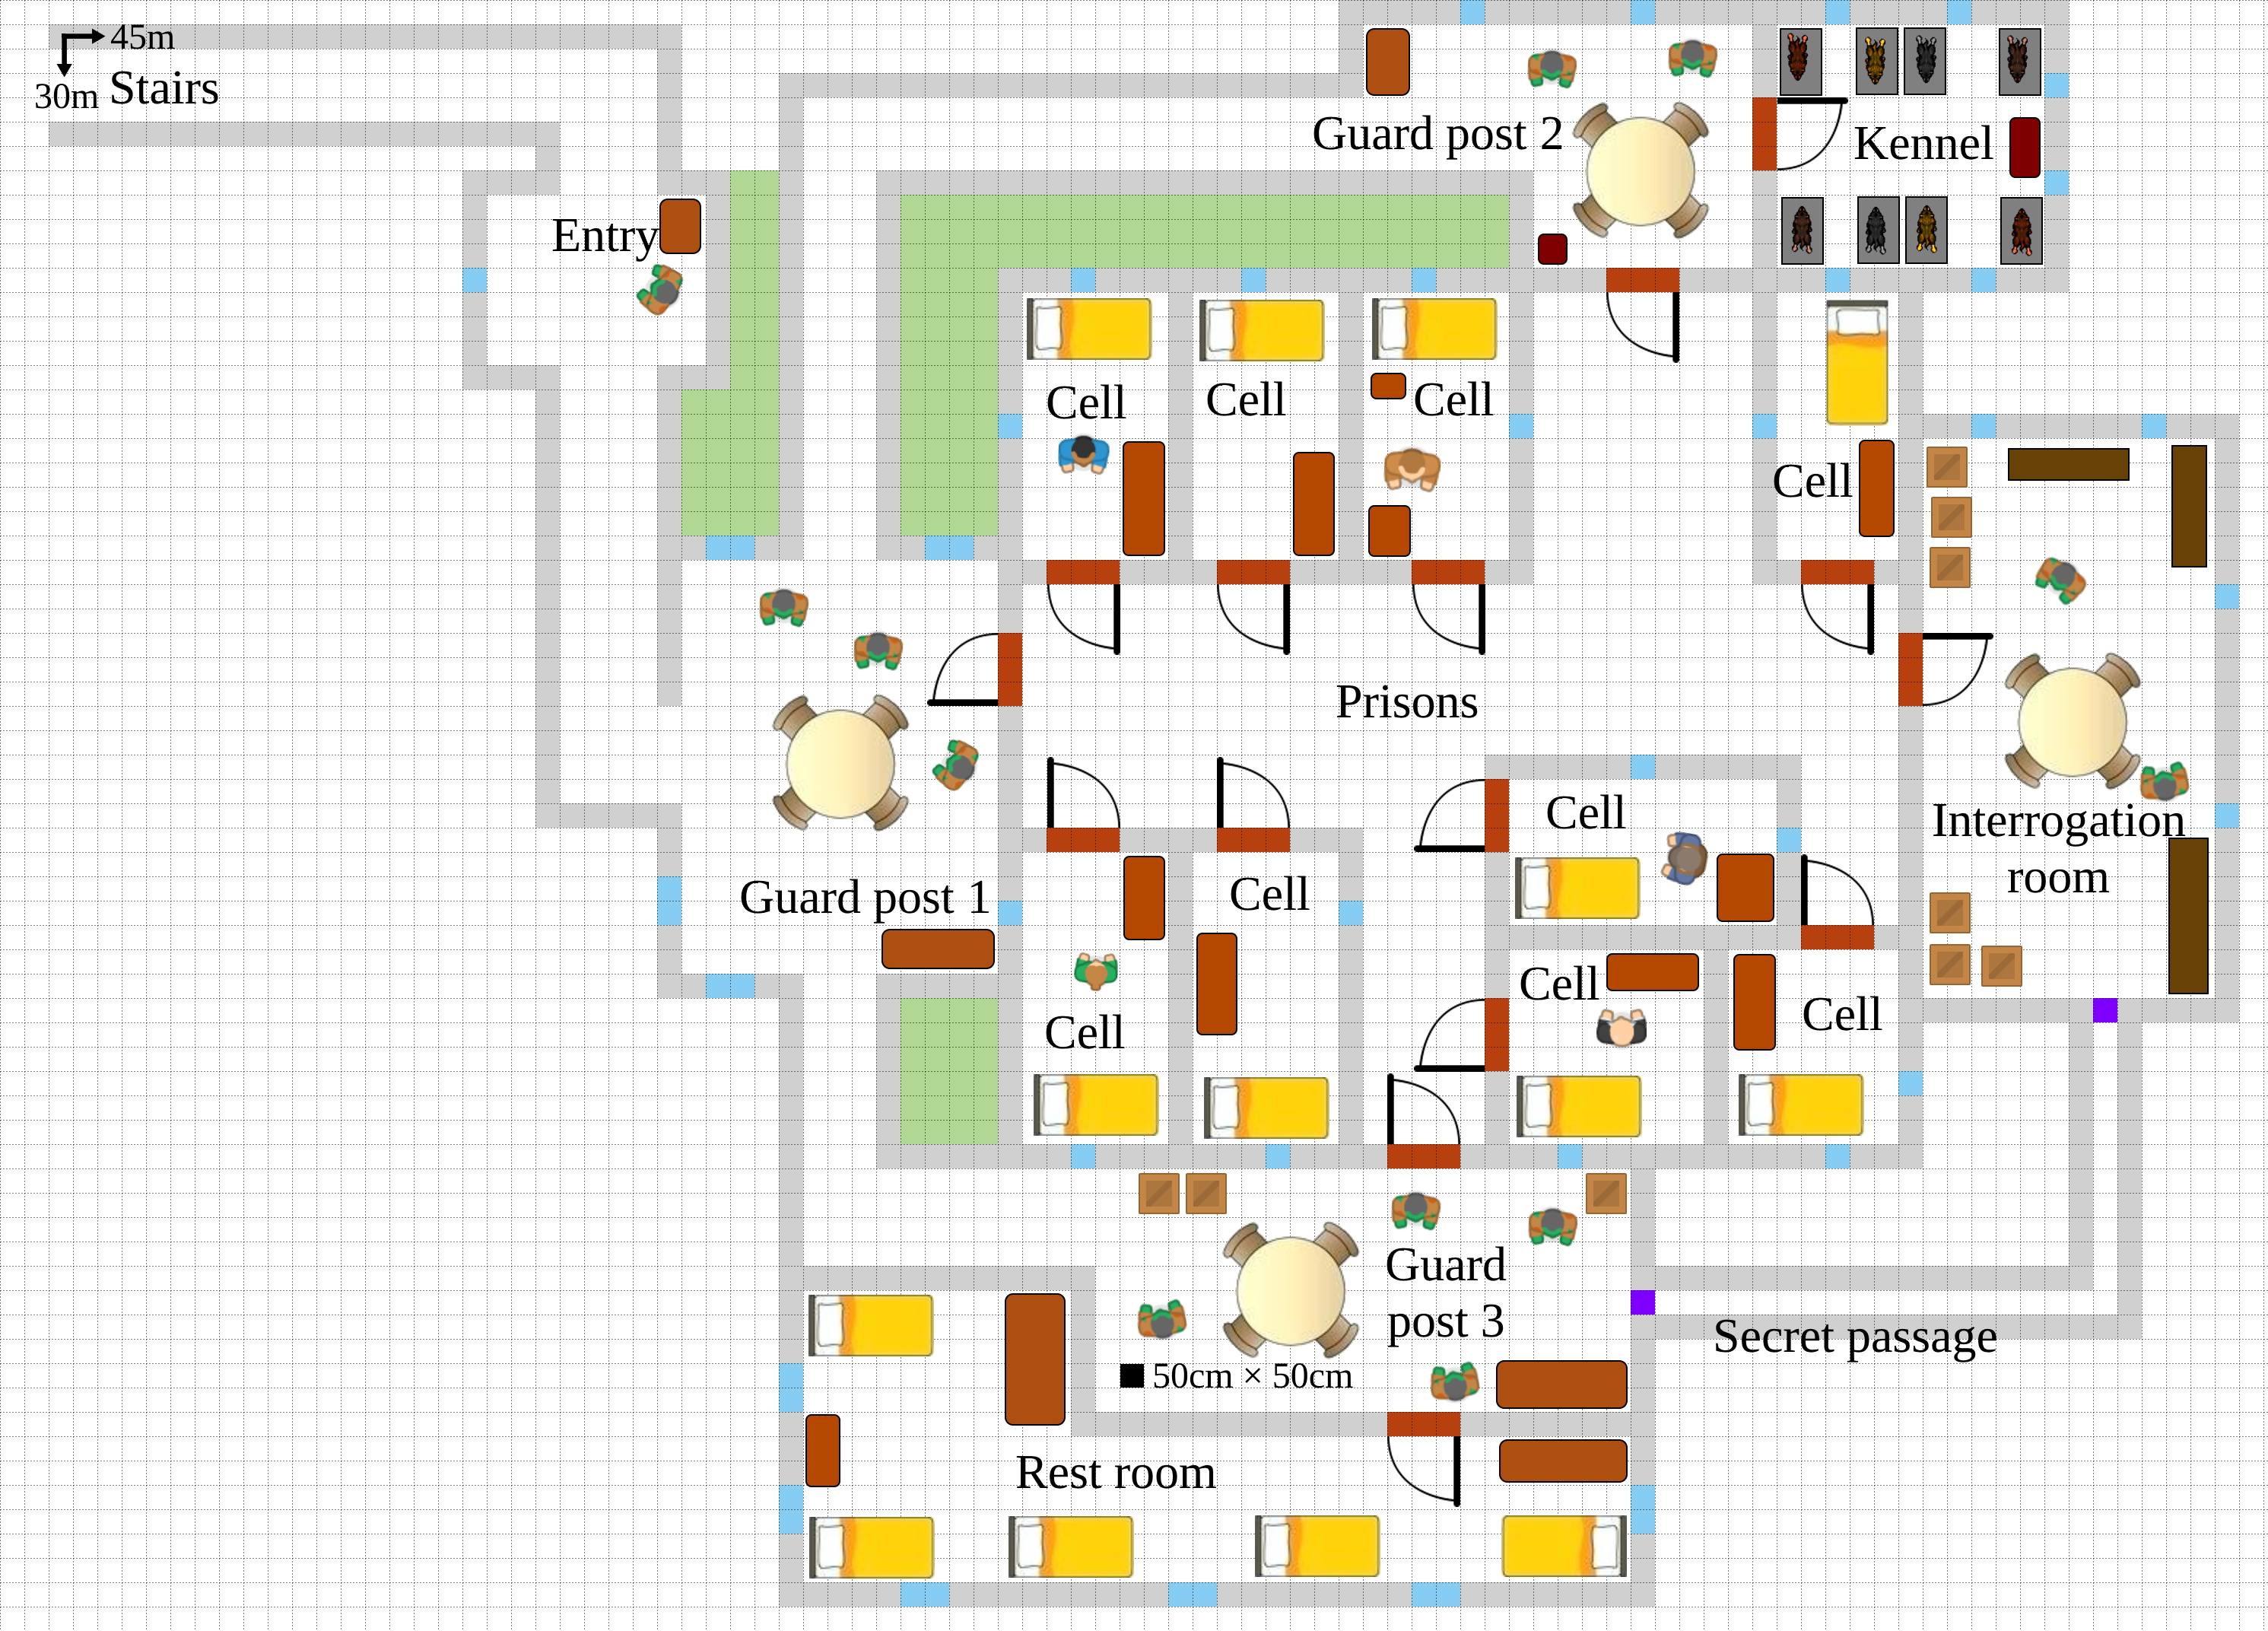 45m
30m Stairs
Guard post 2
Kennel
Entry
Cell
Cell
Cell
Cell
Prisons
Cell
Interrogation
room
Guard post 1
Cell
Cell
Cell
Cell
Guard
post 3
Secret passage
50cm × 50cm
Rest room